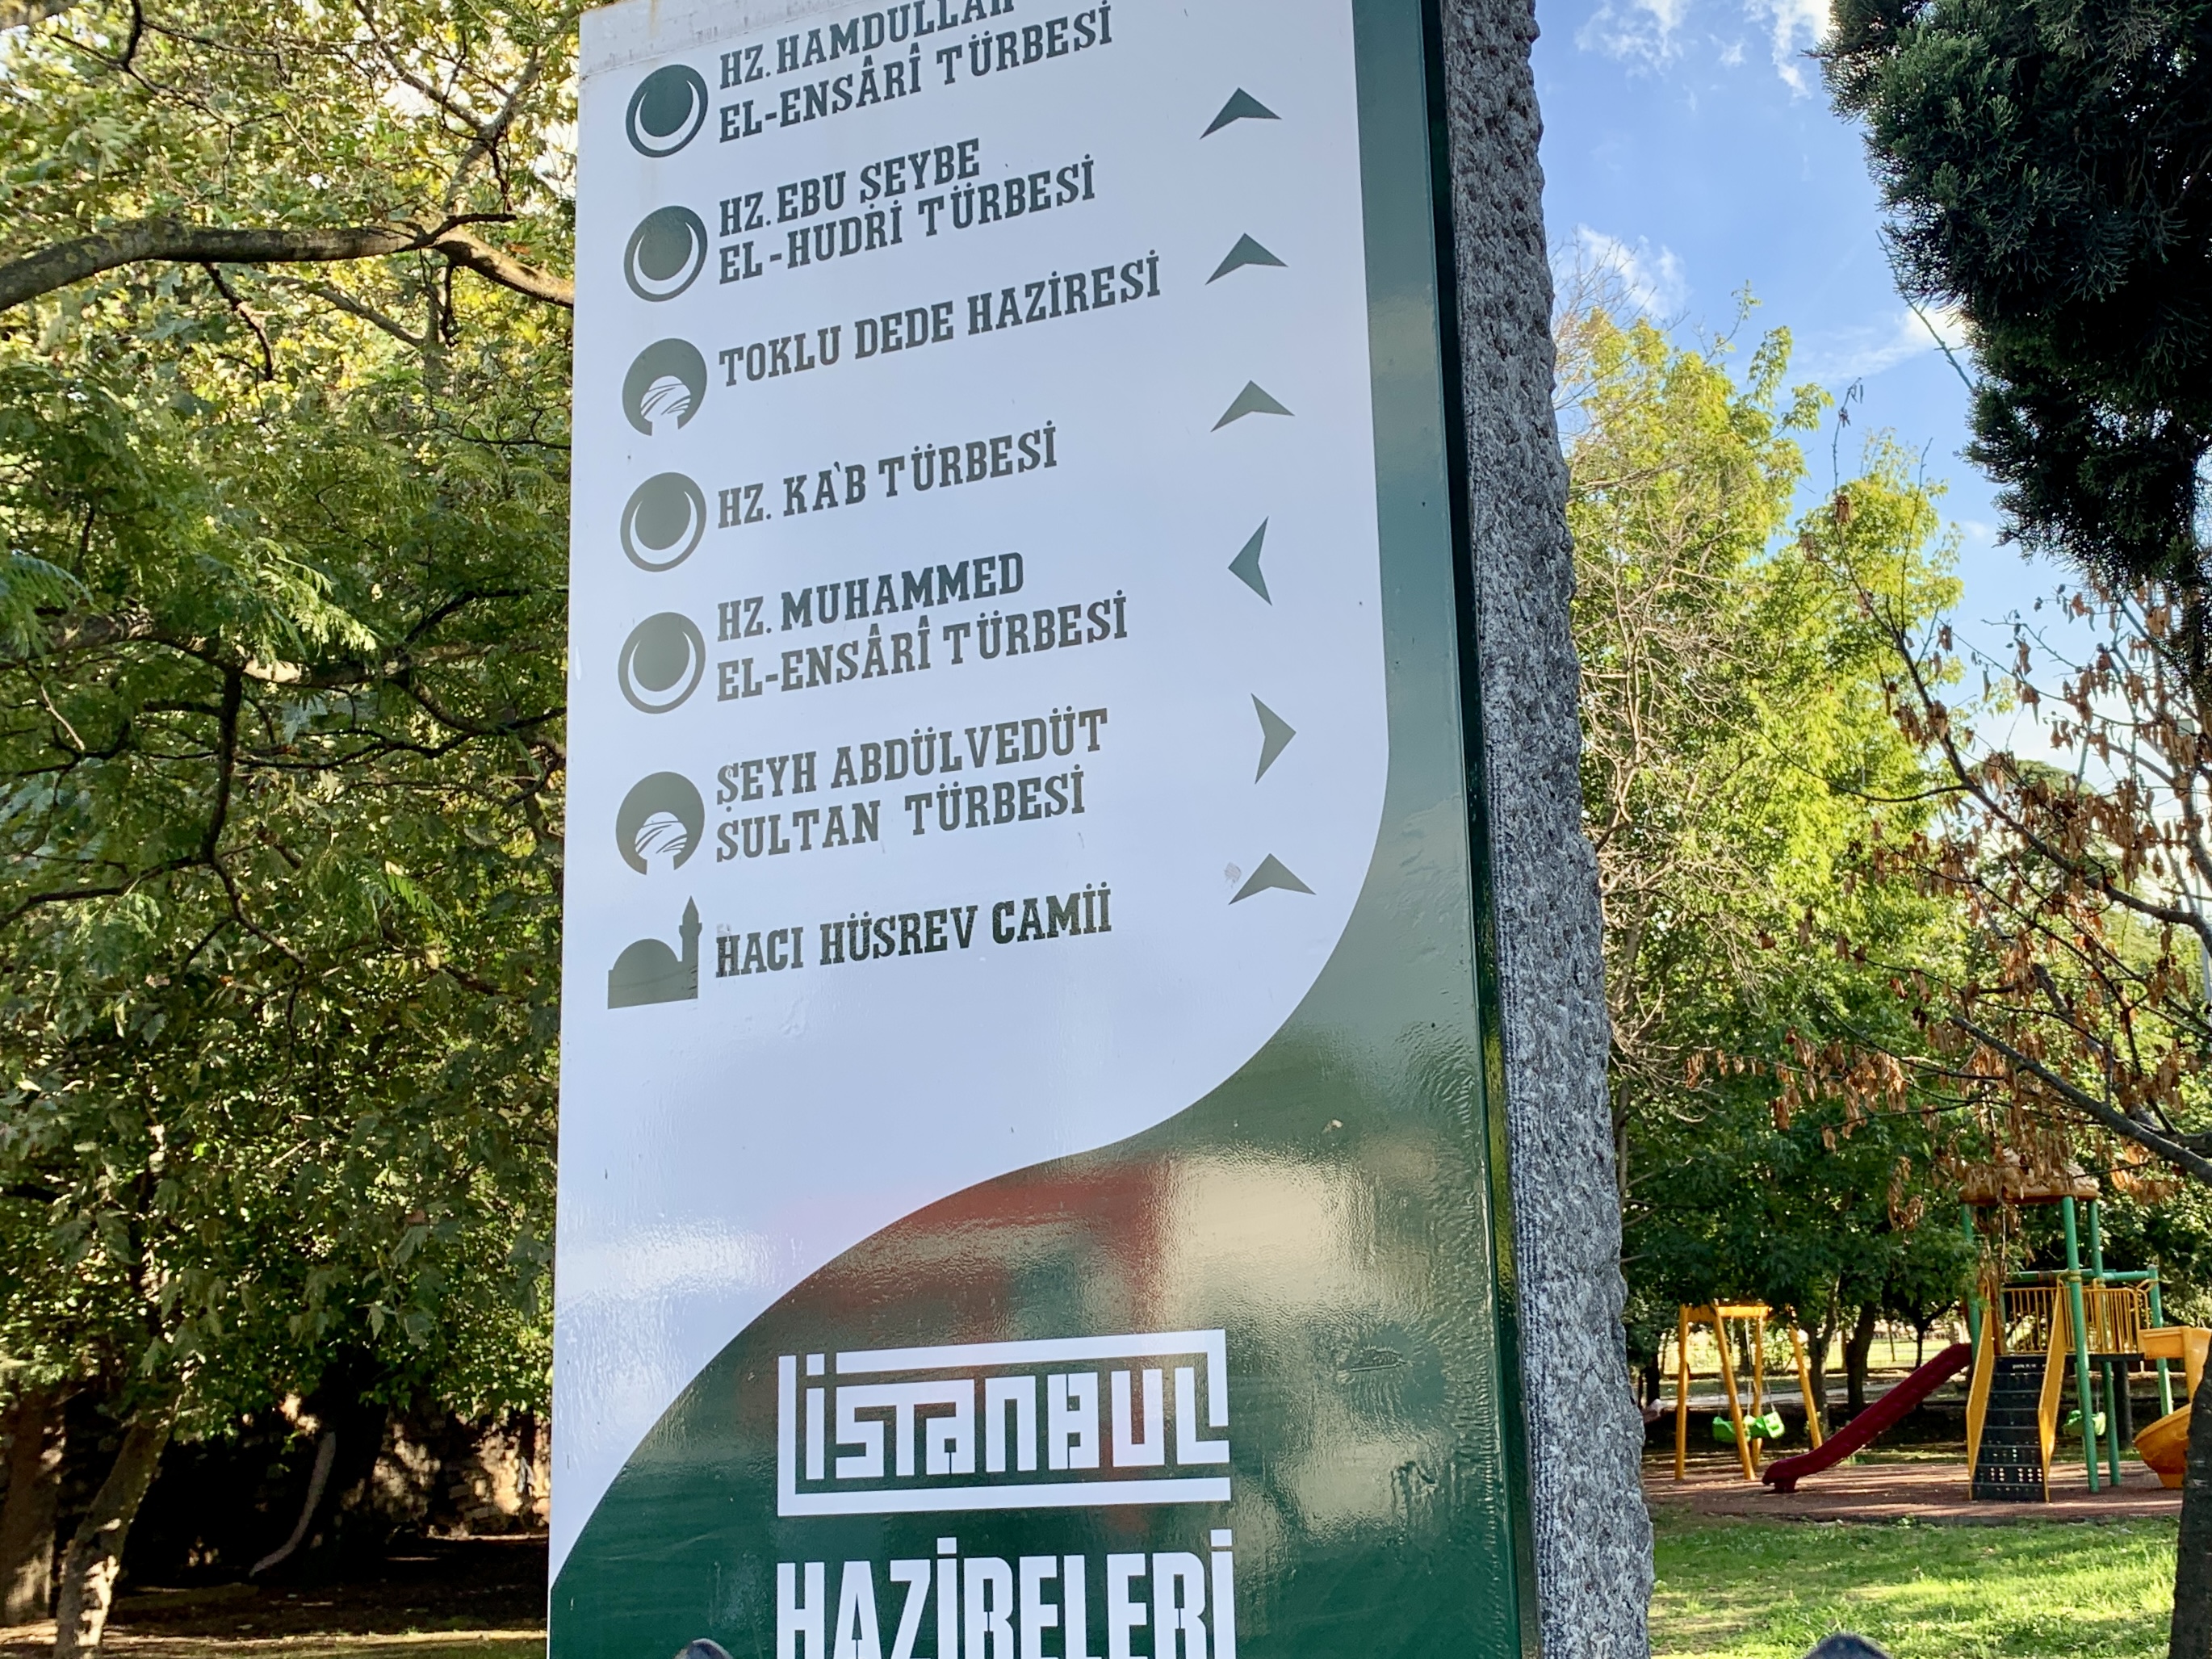 HZ. HAMDULLAH
EL-ENSÂRÎ TÜRBESİ
HZ. EBU ŞEYBE
EL-HUDRİ TÜRBESİ
TOKLU DEDE HAZİRESİ
HZ. KA'B TÜRBESİ
HZ. MUHAMMED
EL-ENSÂRÎ TÜRBESİ
ŞEYH ABDÜLVEDÜT
SULTAN TÜRBESİ
HACI HÜSREV CAMİİ
İSTANBUL
HAZİRELERİ